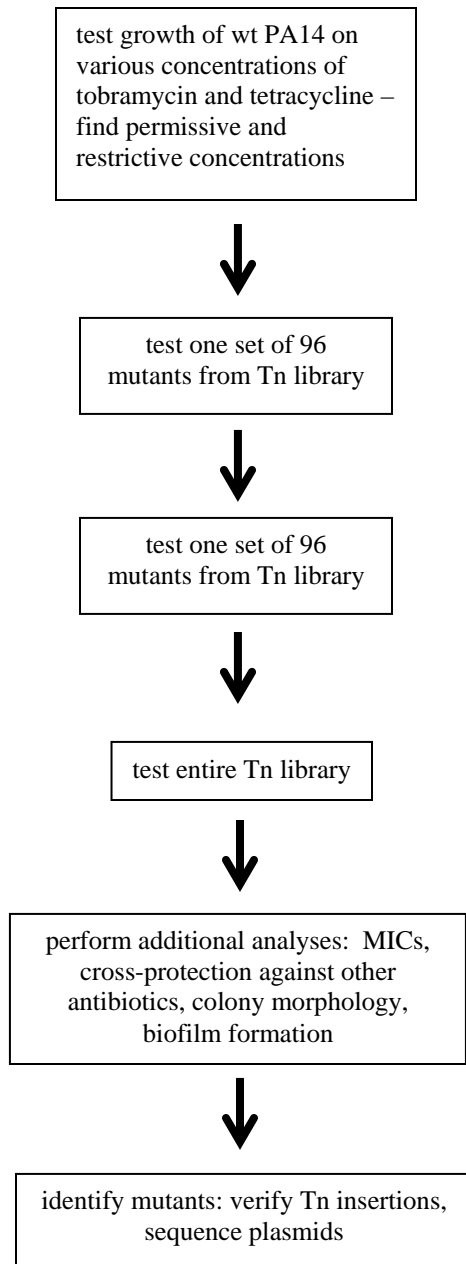 test growth of wt PA14 on
various concentrations of
tobramycin and tetracycline –
find permissive and
restrictive concentrations
test one set of 96
mutants from Tn library
test one set of 96
mutants from Tn library
test entire Tn library
perform additional analyses: MICs,
cross-protection against other
antibiotics, colony morphology,
biofilm formation
identify mutants: verify Tn insertions,
sequence plasmids